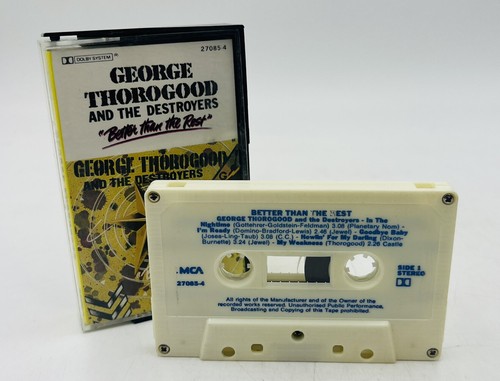 DOLBY SYSTEM
27085-4
GEORGE
THOROGOOD
AND THE DESTROYERS
"Better than the Rest"
GEORGE THOROGOOD
AND THE DESTROYERS
BETTER THAN THE REST
GEORGE THOROGOOD and the Destroyers - In The
Nightime (Gottehrer-Goldstein-Feldman) 3.08 (Planetary Nom) -
I'm Ready (Domino-Bradford-Lewis) 2.46 (Jewel) - Goodbye Baby
(Josea-Ling-Taub) 3.06 (C.C.) - Howlin' For My Darling (Dixon-
Burnette) 3.24 (Jewel) - My Weakness (Thorogood) 2.28 Castle
MCA
27085-4
SIDE 1
STEREO
All rights of the Manufacturer and of the Owner of the
recorded works reserved. Unauthorised Public Performance,
Broadcasting and Copying of this Tape prohibited.